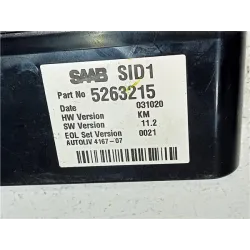 SAAB SID1
Part No 5263215
Date 031020
HW Version KM
SW Version 11.2
EOL Set Version 0021
AUTOLIV 4167-07